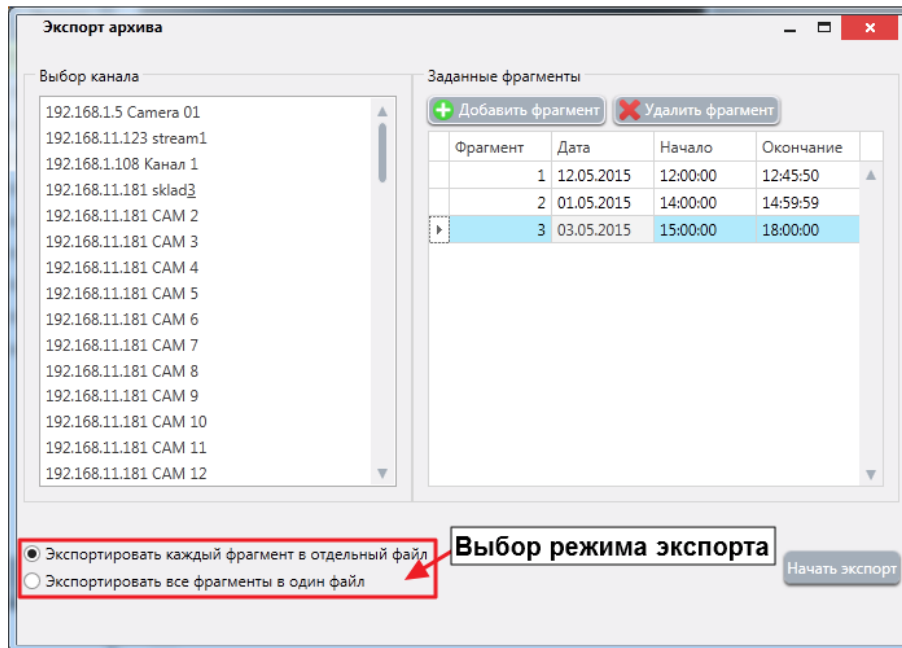 Экспорт архива
Выбор канала
192.168.1.5 Camera 01
192.168.11.123 stream1
192.168.1.108 Канал 1
192.168.11.181 sklad3
192.168.11.181 CAM 2
192.168.11.181 CAM 3
192.168.11.181 CAM 4
192.168.11.181 CAM 5
192.168.11.181 CAM 6
192.168.11.181 CAM 7
192.168.11.181 CAM 8
192.168.11.181 CAM 9
192.168.11.181 CAM 10
192.168.11.181 CAM 11
192.168.11.181 CAM 12
Заданные фрагменты
Добавить фрагмент Удалить фрагмент
Фрагмент Дата Начало Окончание
1 12.05.2015 12:00:00 12:45:50
2 01.05.2015 14:00:00 14:59:59
3 03.05.2015 15:00:00 18:00:00
Экспортировать каждый фрагмент в отдельный файл
Экспортировать все фрагменты в один файл
Выбор режима экспорта
Начать экспорт